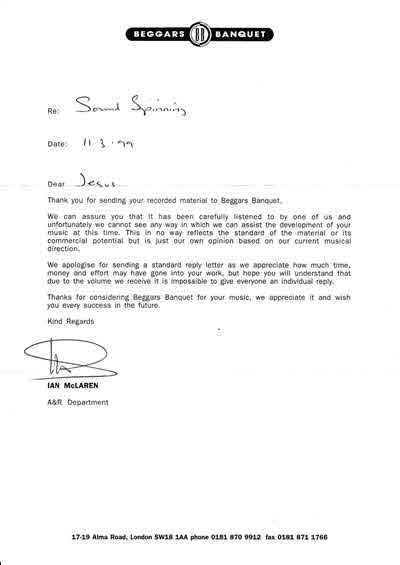 BEGGARS BB BANQUET
Re: Sound Spinning
Date: 11.3.99
Dear Jesus
Thank you for sending your recorded material to Beggars Banquet.
We can assure you that it has been carefully listened to by one of us and
unfortunately we cannot see any way in which we can assist the development of your
music at this time. This in no way reflects the standard of the material or its
commercial potential but is just our own opinion based on our current musical
direction.
We apologise for sending a standard reply letter as we appreciate how much time,
money and effort may have gone into your work, but hope you will understand that
due to the volume we receive it is impossible to give everyone an individual reply.
Thanks for considering Beggars Banquet for your music, we appreciate it and wish
you every success in the future.
Kind Regards
IAN McLAREN
A&R Department
17-19 Alma Road, London SW18 1AA phone 0181 870 9912 fax 0181 871 1766